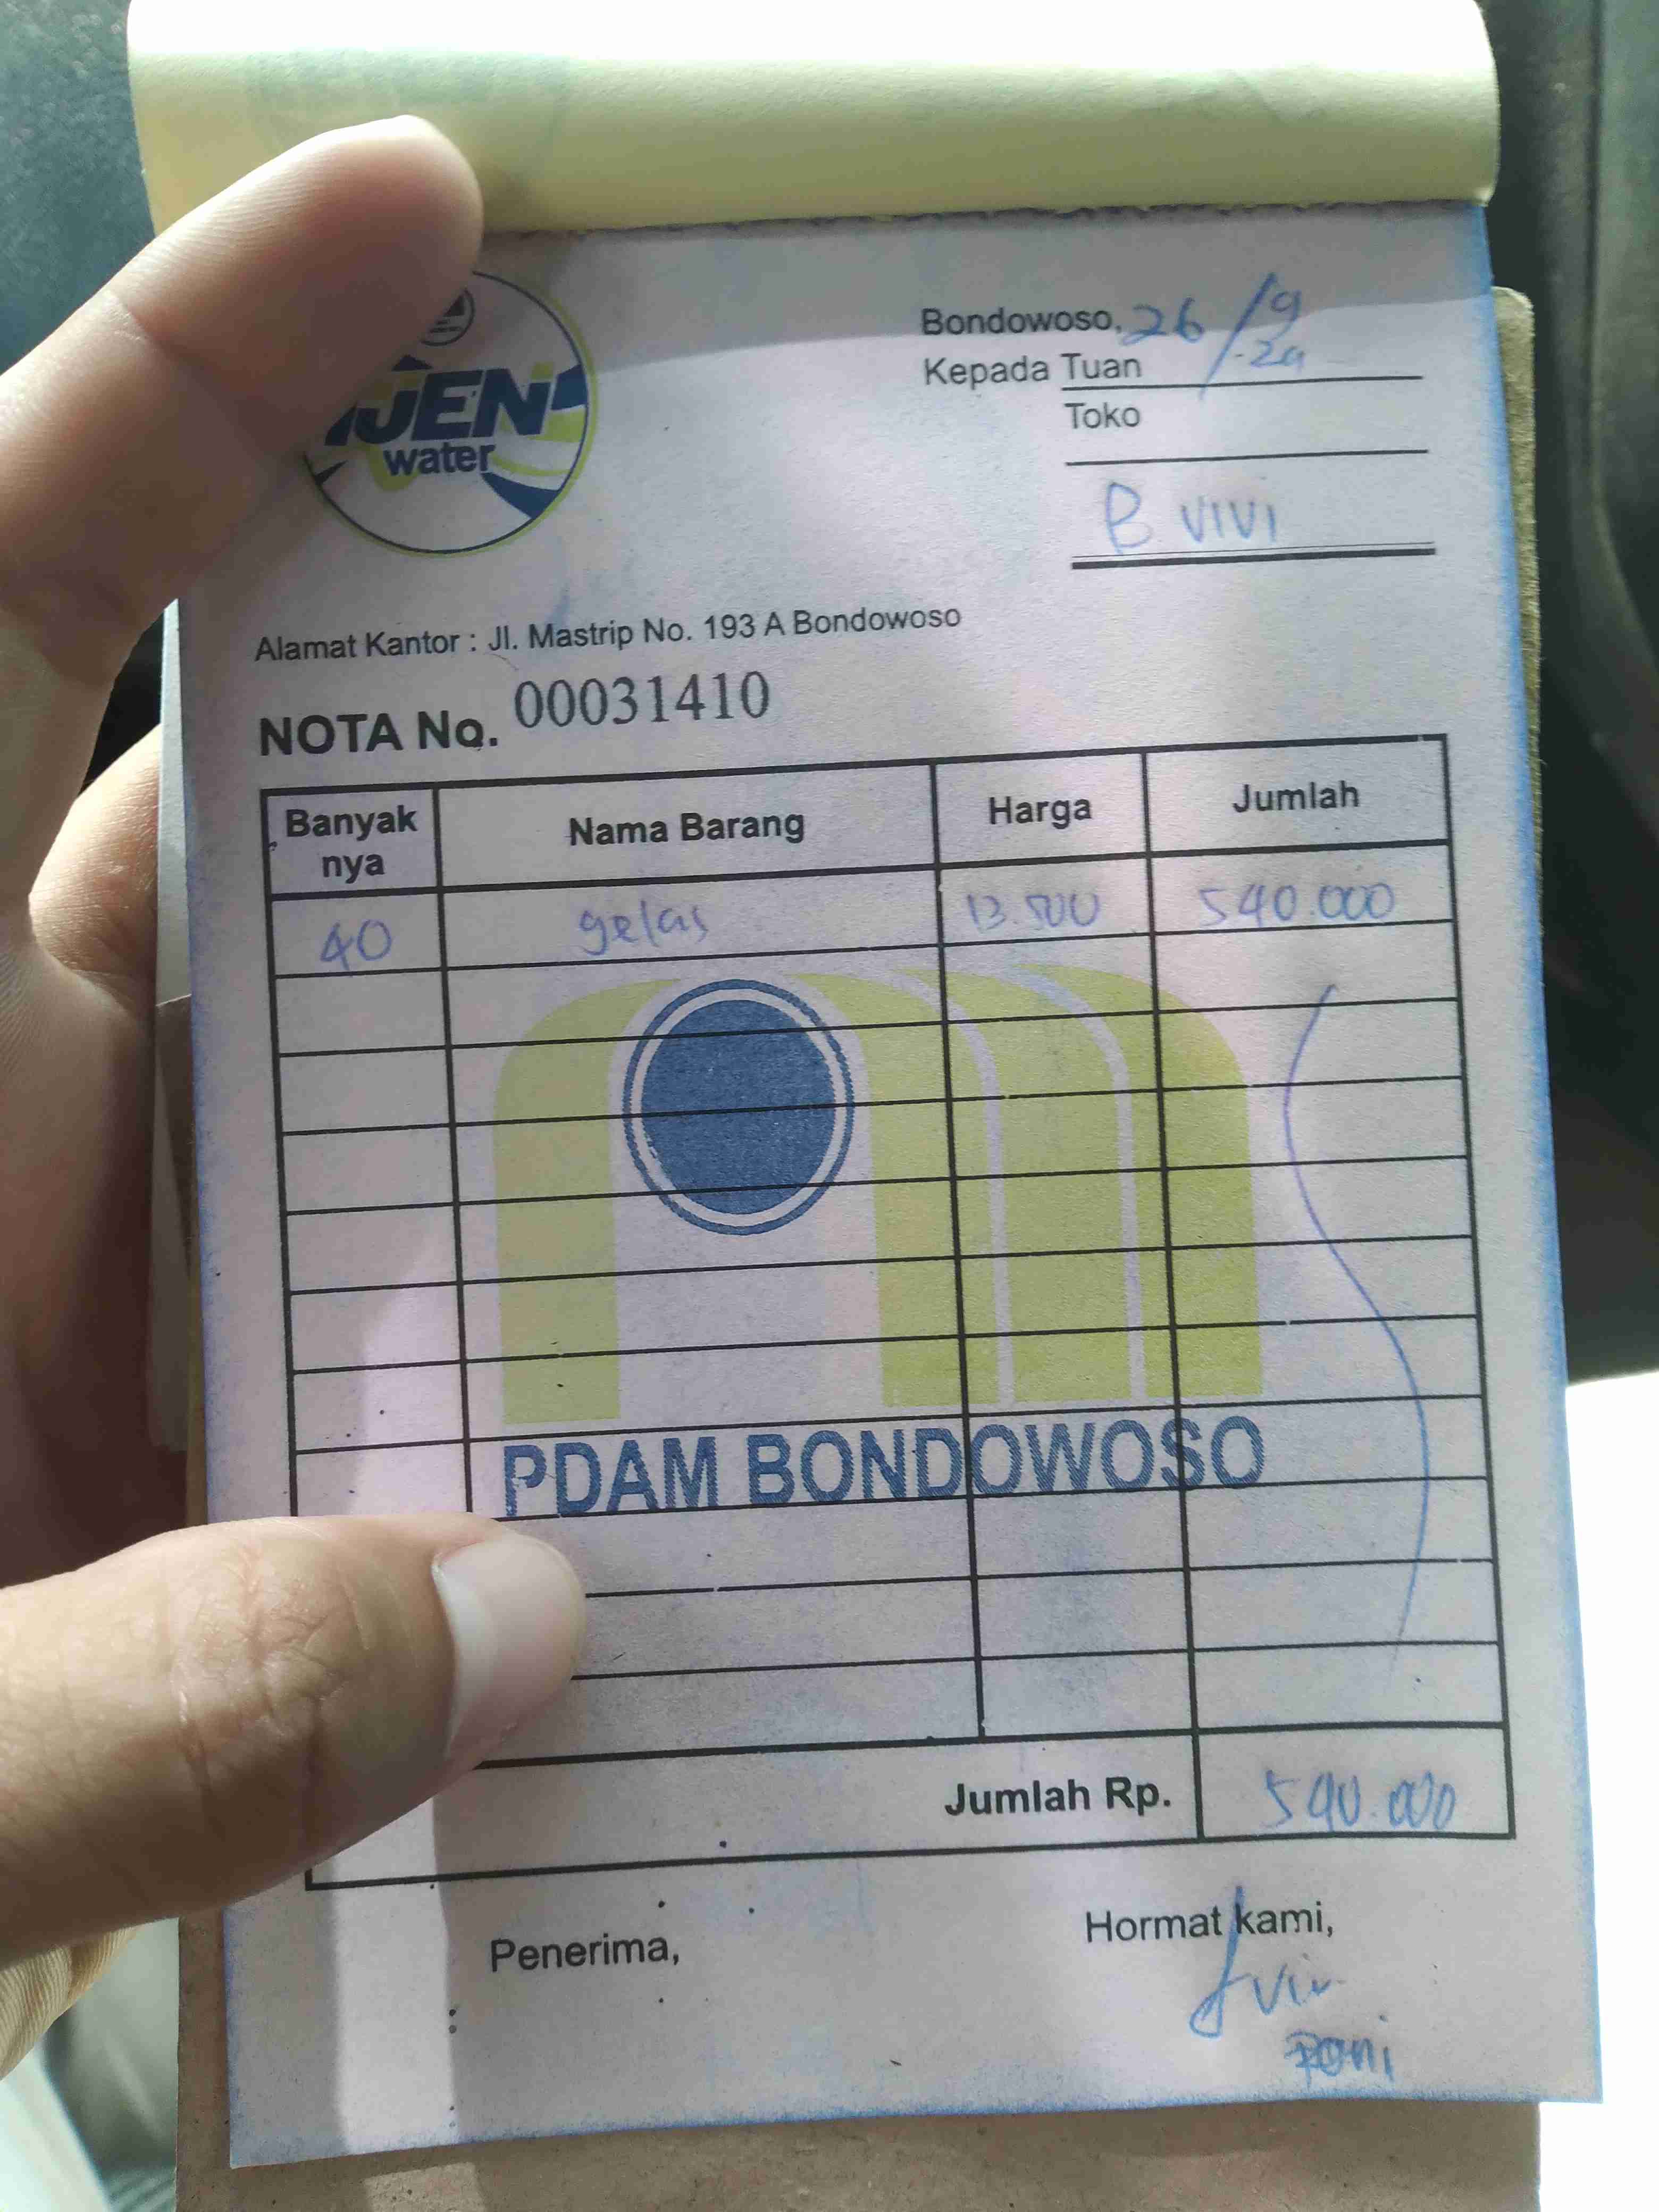 IJEN
water
Bondowoso, 26/9
-24
Kepada Tuan
Toko
B VIVI
Alamat Kantor : Jl. Mastrip No. 193 A Bondowoso
NOTA No. 00031410
Banyak nya Nama Barang Harga Jumlah
40 gelas 13.500 540.000
PDAM BONDOWOSO
Jumlah Rp. 540.000
Penerima, Hormat kami,